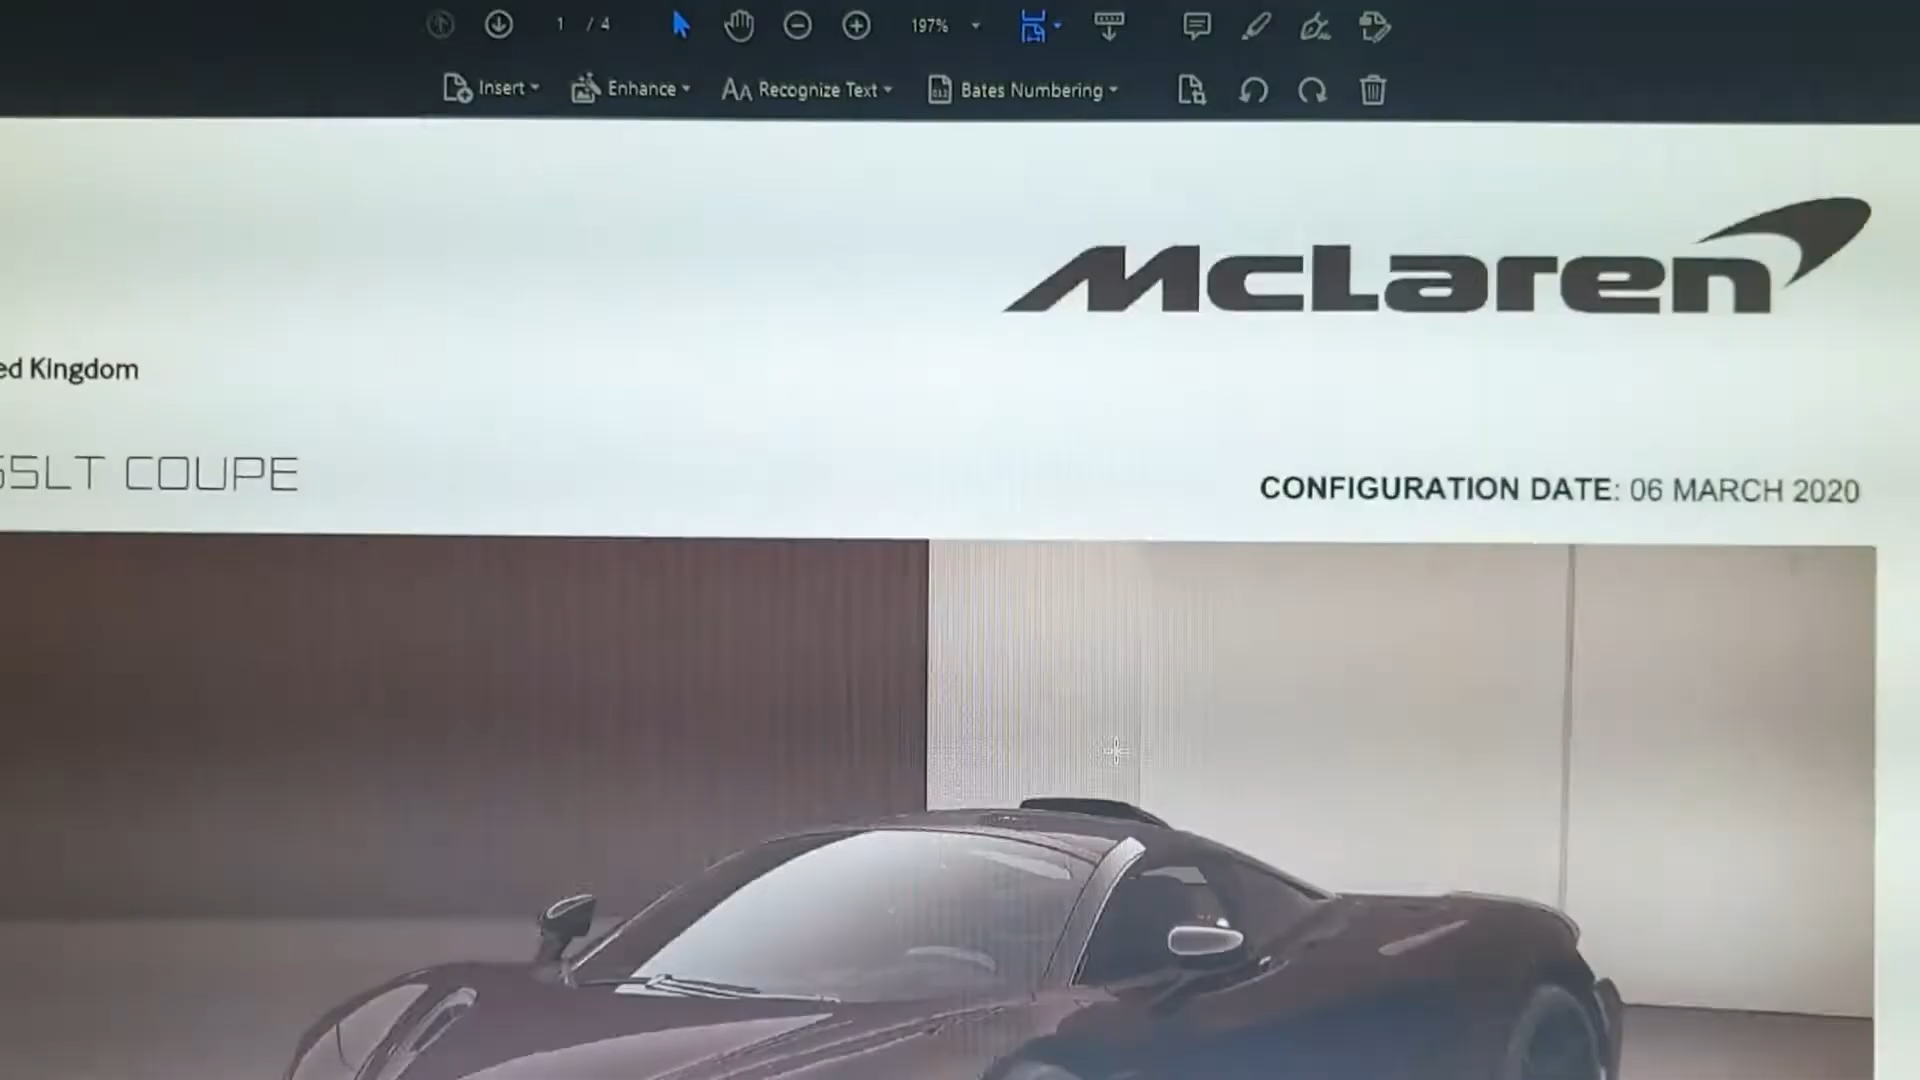 1 / 4
197%
Insert
Enhance
Recognize Text
Bates Numbering
McLaren
ed Kingdom
5LT COUPE
CONFIGURATION DATE: 06 MARCH 2020